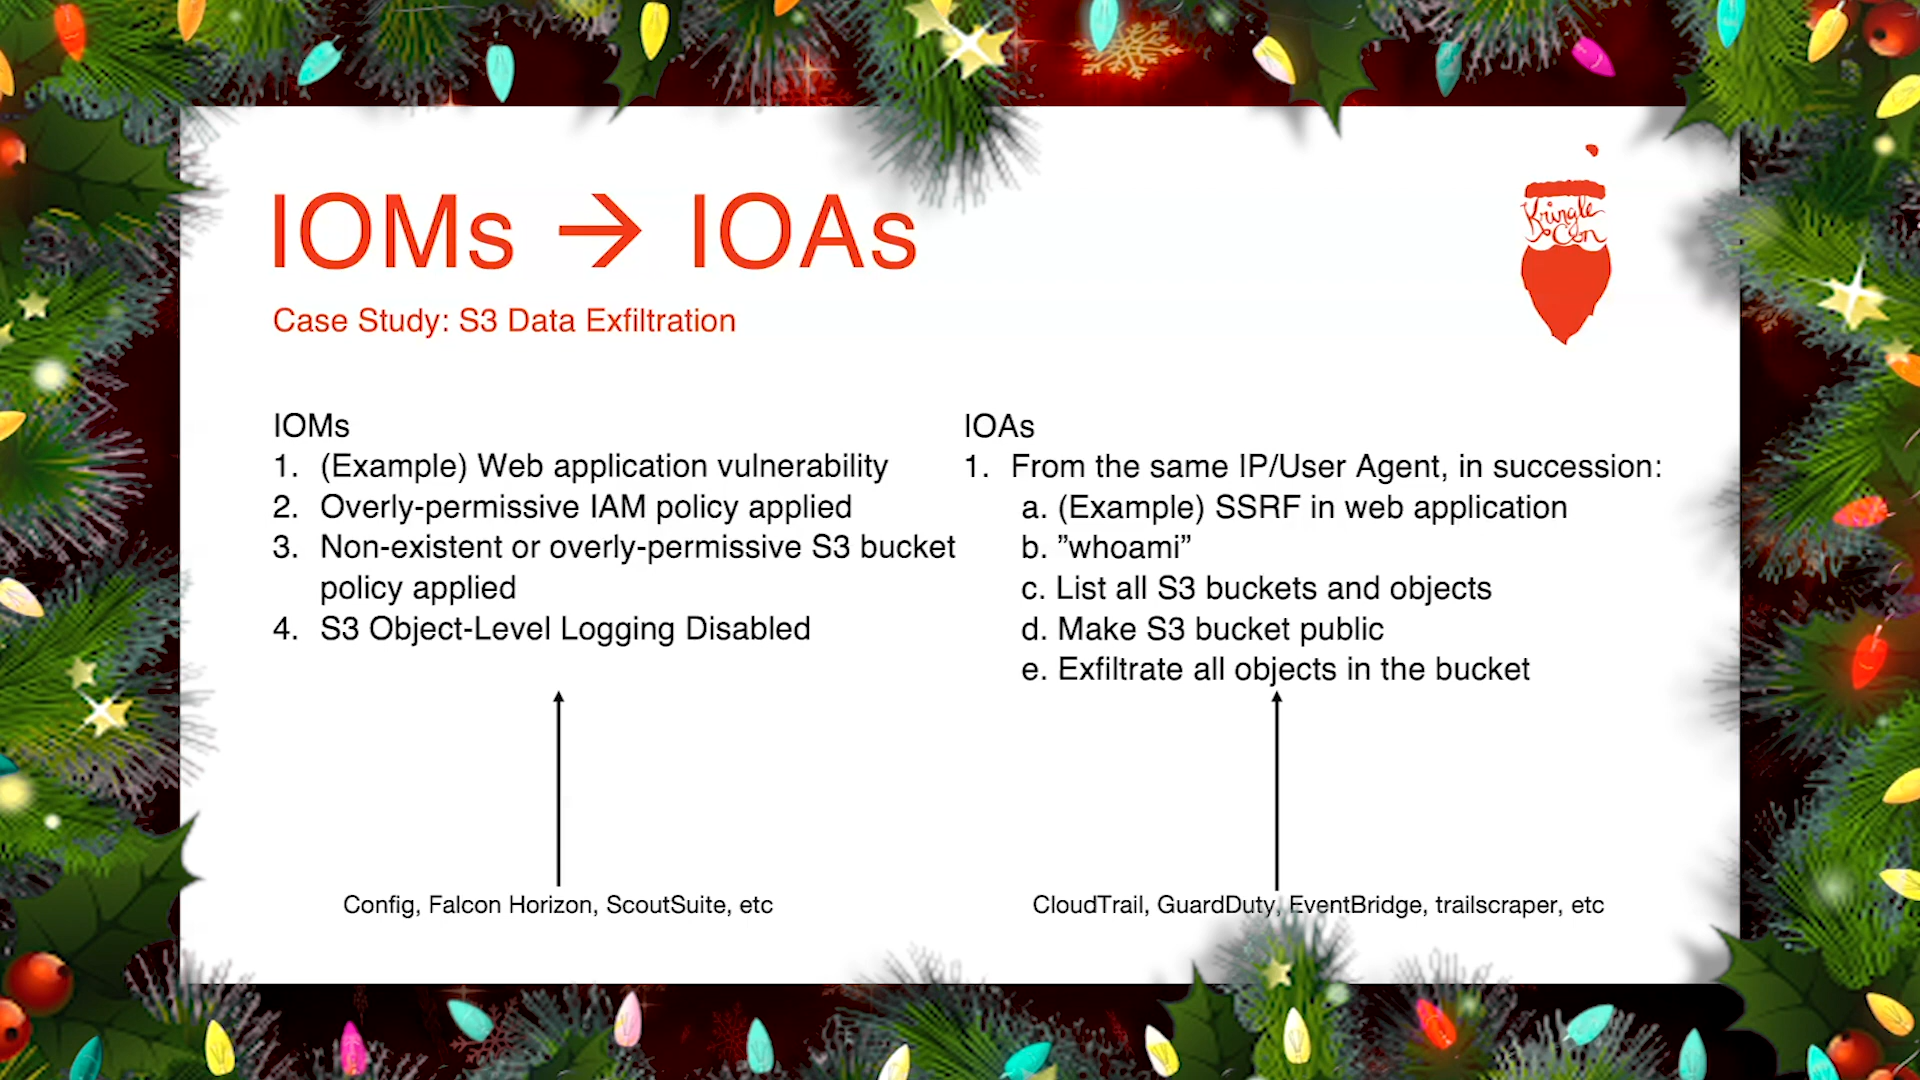 IOMs → IOAs
Case Study: S3 Data Exfiltration
Kringle
Con
IOMs
1. (Example) Web application vulnerability
2. Overly-permissive IAM policy applied
3. Non-existent or overly-permissive S3 bucket
policy applied
4. S3 Object-Level Logging Disabled
Config, Falcon Horizon, ScoutSuite, etc
IOAs
1. From the same IP/User Agent, in succession:
a. (Example) SSRF in web application
b. ”whoami”
c. List all S3 buckets and objects
d. Make S3 bucket public
e. Exfiltrate all objects in the bucket
CloudTrail, GuardDuty, EventBridge, trailscraper, etc